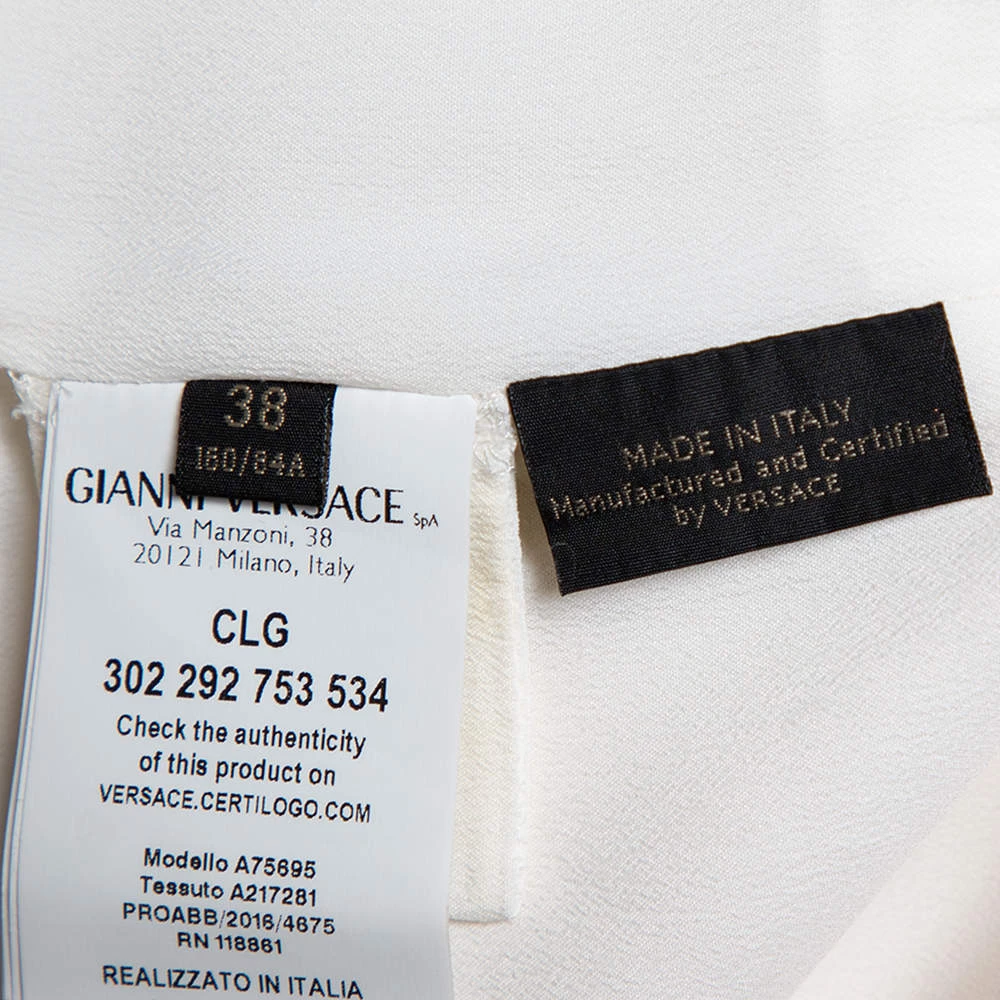 38
160/84A
GIANNI VERSACE SpA
Via Manzoni, 38
20121 Milano, Italy
CLG
302 292 753 534
Check the authenticity
of this product on
VERSACE.CERTILOGO.COM
Modello A75695
Tessuto A217281
PROABB/2016/4675
RN 118861
REALIZZATO IN ITALIA
MADE IN ITALY
Manufactured and Certified
by VERSACE